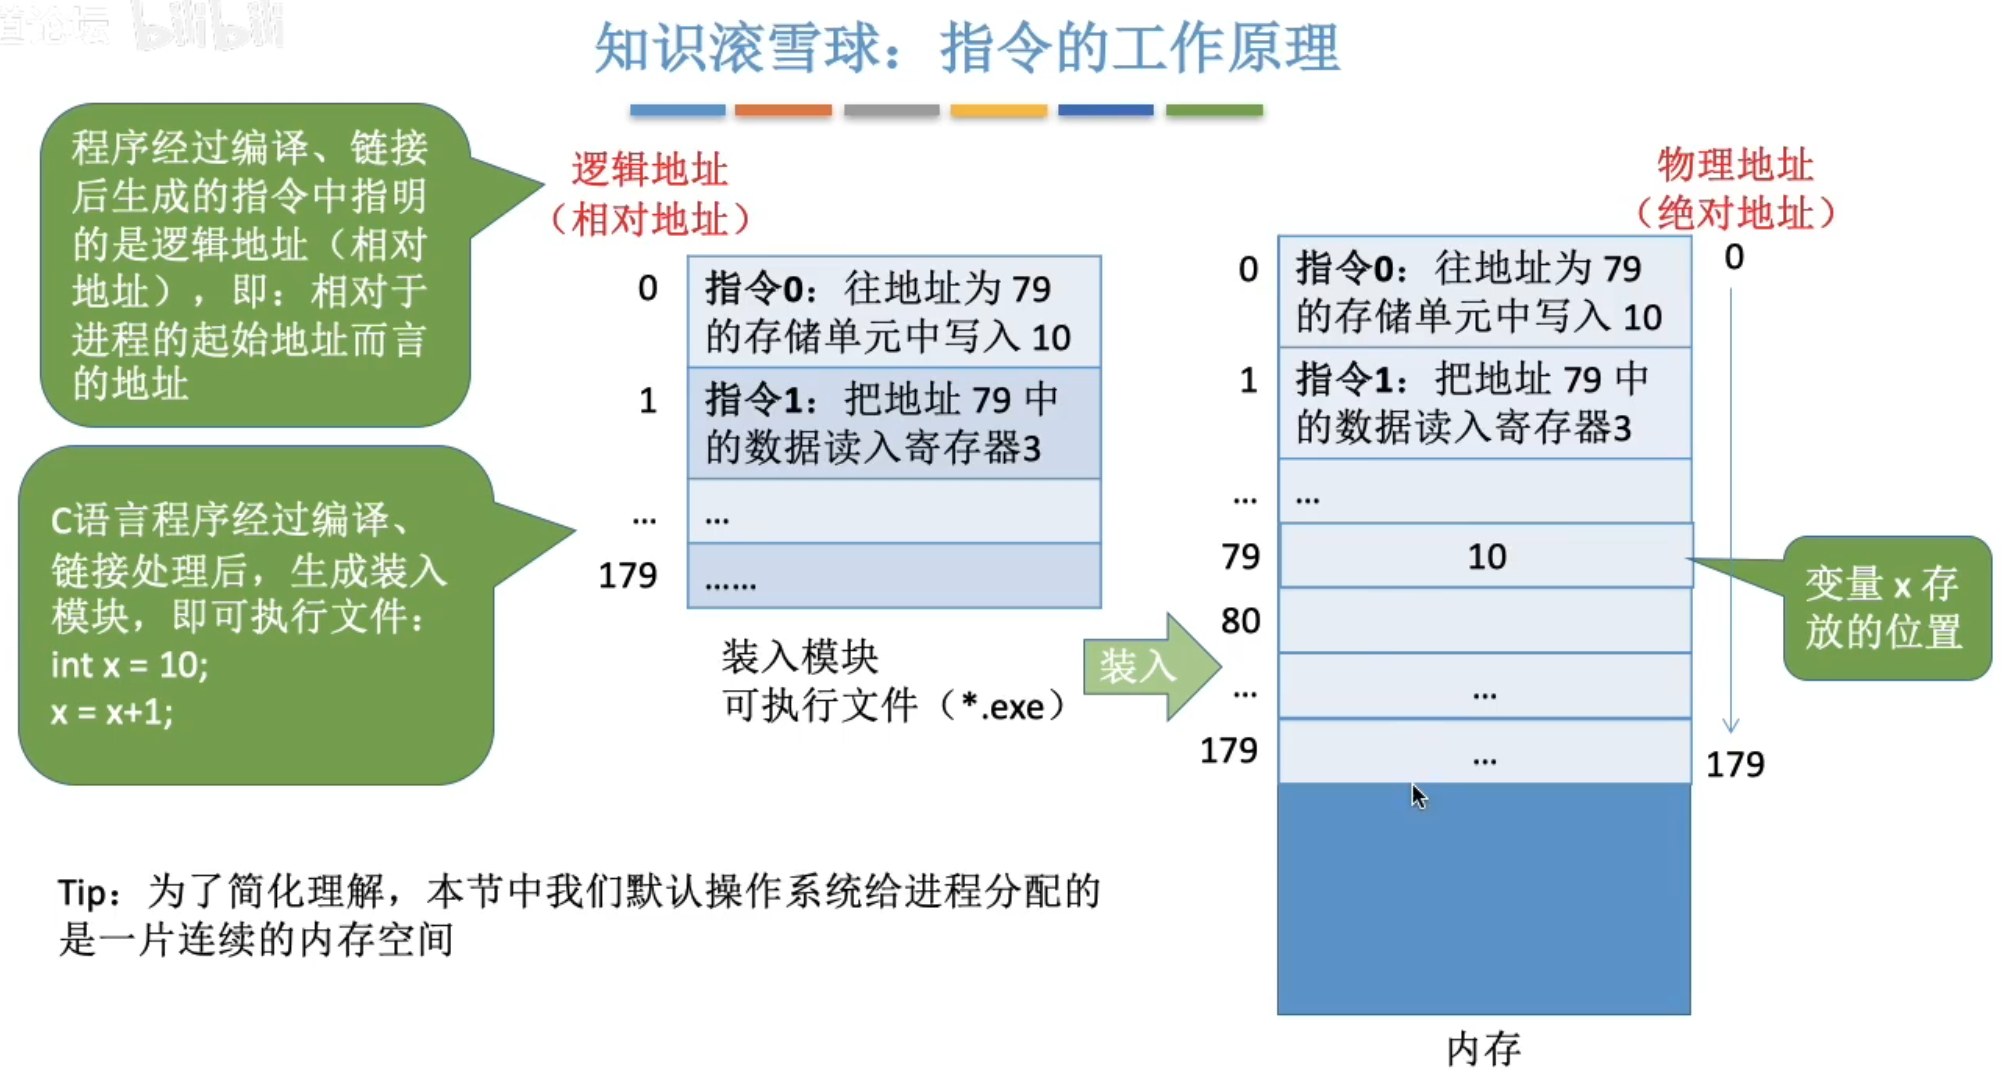 道论坛 bilibili
知识滚雪球：指令的工作原理
程序经过编译、链接
后生成的指令中指明
的是逻辑地址（相对
地址），即：相对于
进程的起始地址而言
的地址
C语言程序经过编译、
链接处理后，生成装入
模块，即可执行文件：
int x = 10;
x = x+1;
逻辑地址
（相对地址）
0
指令0：往地址为 79
的存储单元中写入 10
1
指令1：把地址 79 中
的数据读入寄存器3
...
...
179
......
装入模块
可执行文件（*.exe）
装入
物理地址
（绝对地址）
0
指令0：往地址为 79
的存储单元中写入 10
0
1
指令1：把地址 79 中
的数据读入寄存器3
...
...
79
10
变量 x 存
放的位置
80
...
...
179
...
179
内存
Tip：为了简化理解，本节中我们默认操作系统给进程分配的
是一片连续的内存空间